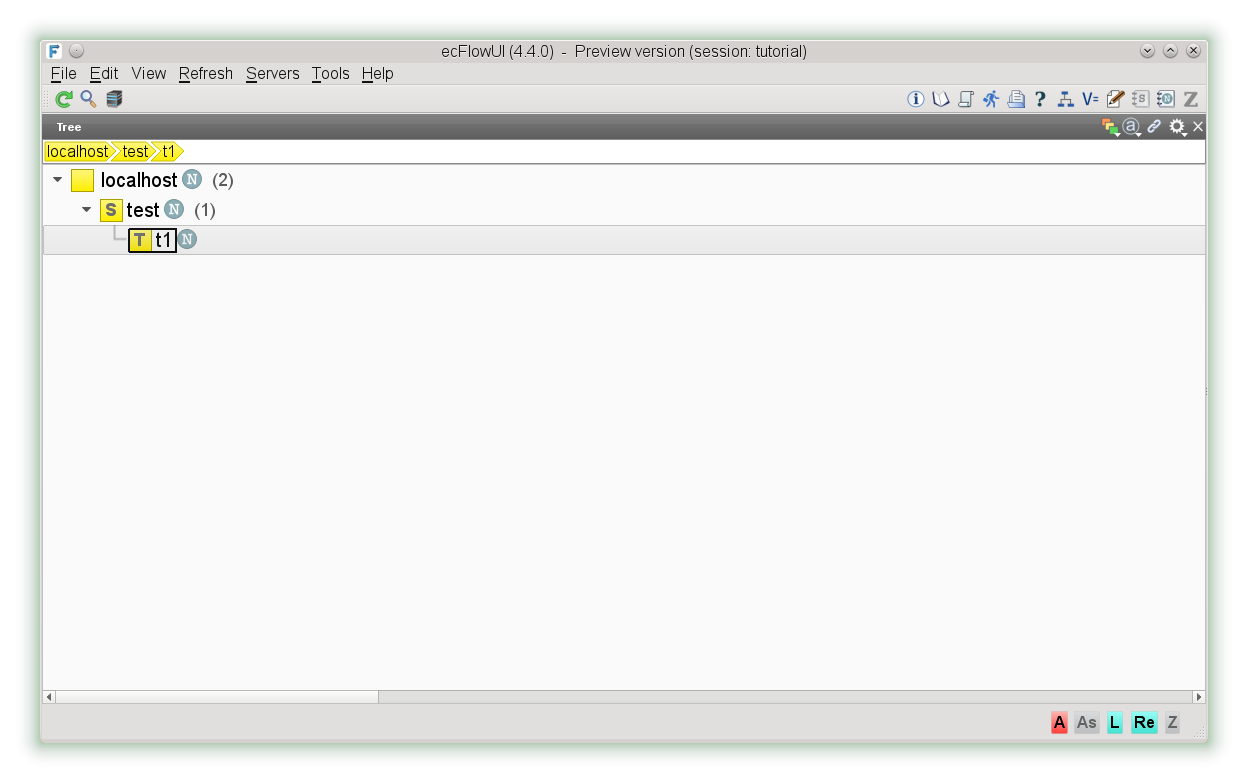 F ecFlowUI (4.4.0) - Preview version (session: tutorial)
File Edit View Refresh Servers Tools Help
i ? V= S N Z
Tree a
localhost test t1
localhost N (2)
S test N (1)
T t1 N
A As L Re Z